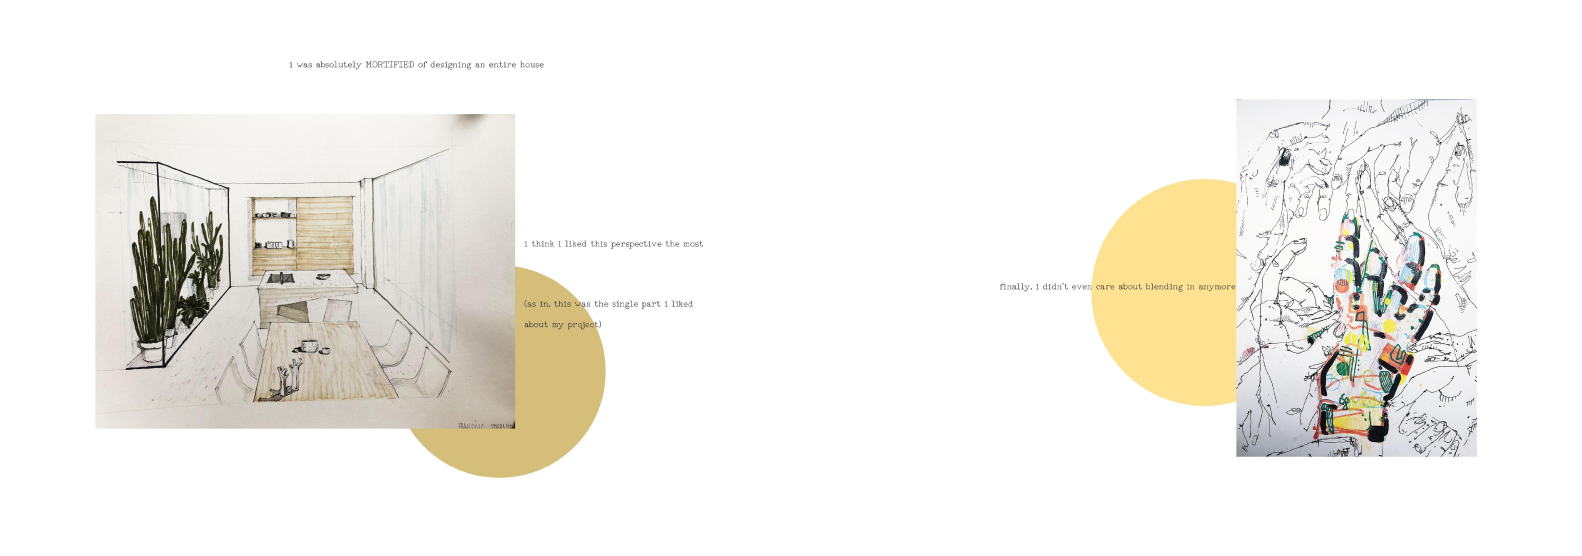 i was absolutely MORTIFIED of designing an entire house
i think i liked this perspective the most
(as in, this was the single part i liked
about my project)
finally, i didn't even care about blending in anymore